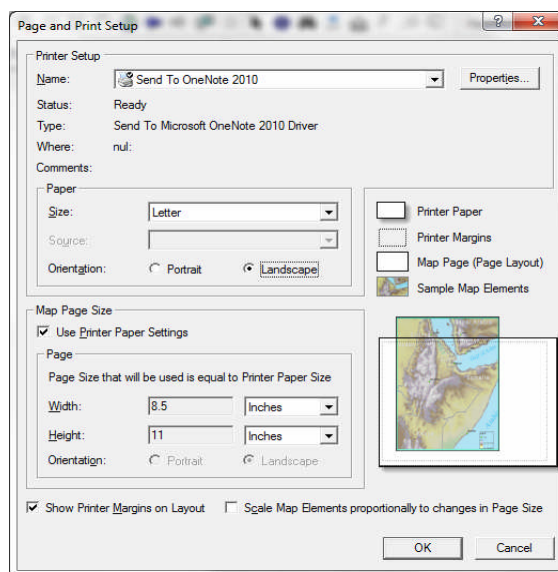 Page and Print Setup
Printer Setup
Name: Send To OneNote 2010 Properties...
Status: Ready
Type: Send To Microsoft OneNote 2010 Driver
Where: nul:
Comments:
Paper
Size: Letter
Source:
Orientation: Portrait Landscape
Printer Paper
Printer Margins
Map Page (Page Layout)
Sample Map Elements
Map Page Size
Use Printer Paper Settings
Page
Page Size that will be used is equal to Printer Paper Size
Width: 8.5 Inches
Height: 11 Inches
Orientation: Portrait Landscape
Show Printer Margins on Layout Scale Map Elements proportionally to changes in Page Size
OK Cancel